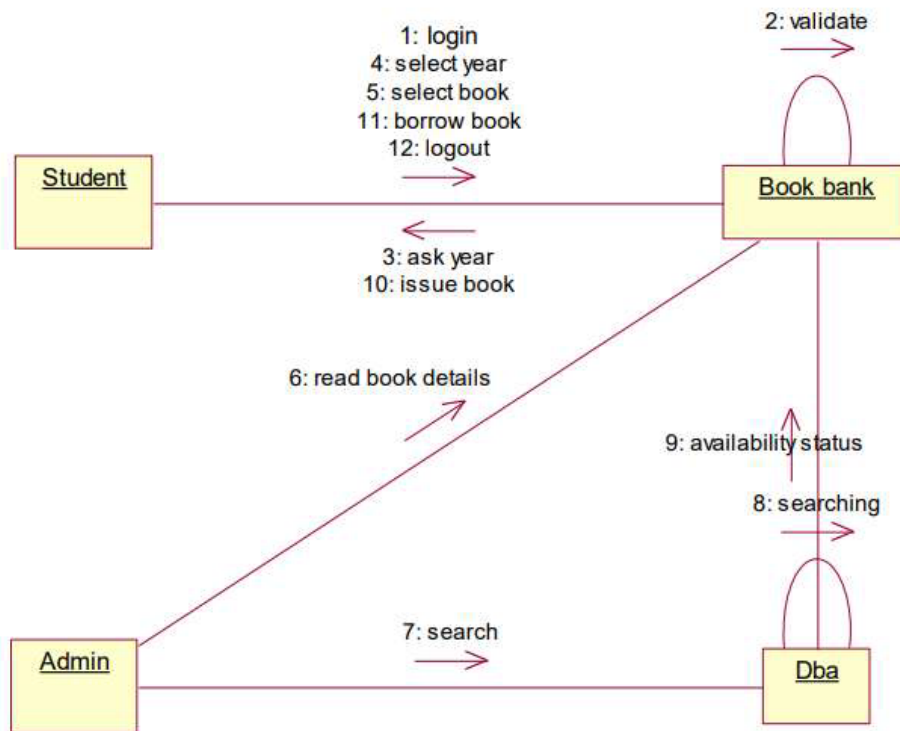 1: login
2: validate
4: select year
5: select book
11: borrow book
12: logout
Student
Book bank
3: ask year
10: issue book
6: read book details
9: availability status
8: searching
7: search
Admin
Dba